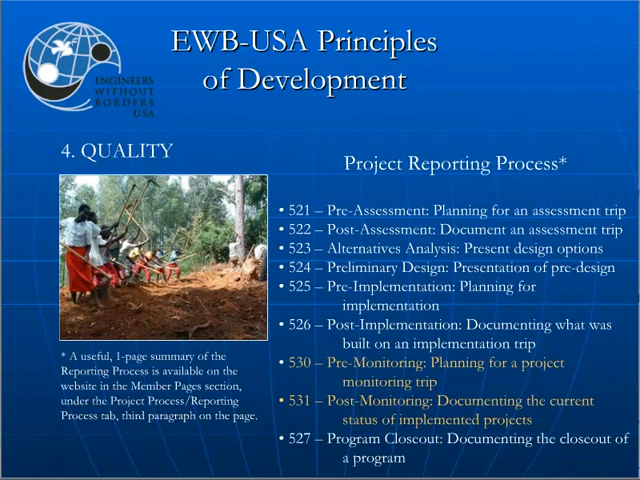 EWB-USA Principles
of Development
ENGINEERS
WITHOUT
BORDERS
USA
4. QUALITY
Project Reporting Process*
• 521 – Pre-Assessment: Planning for an assessment trip
• 522 – Post-Assessment: Document an assessment trip
• 523 – Alternatives Analysis: Present design options
• 524 – Preliminary Design: Presentation of pre-design
• 525 – Pre-Implementation: Planning for
implementation
• 526 – Post-Implementation: Documenting what was
built on an implementation trip
• 530 – Pre-Monitoring: Planning for a project
monitoring trip
• 531 – Post-Monitoring: Documenting the current
status of implemented projects
• 527 – Program Closeout: Documenting the closeout of
a program
* A useful, 1-page summary of the
Reporting Process is available on the
website in the Member Pages section,
under the Project Process/Reporting
Process tab, third paragraph on the page.